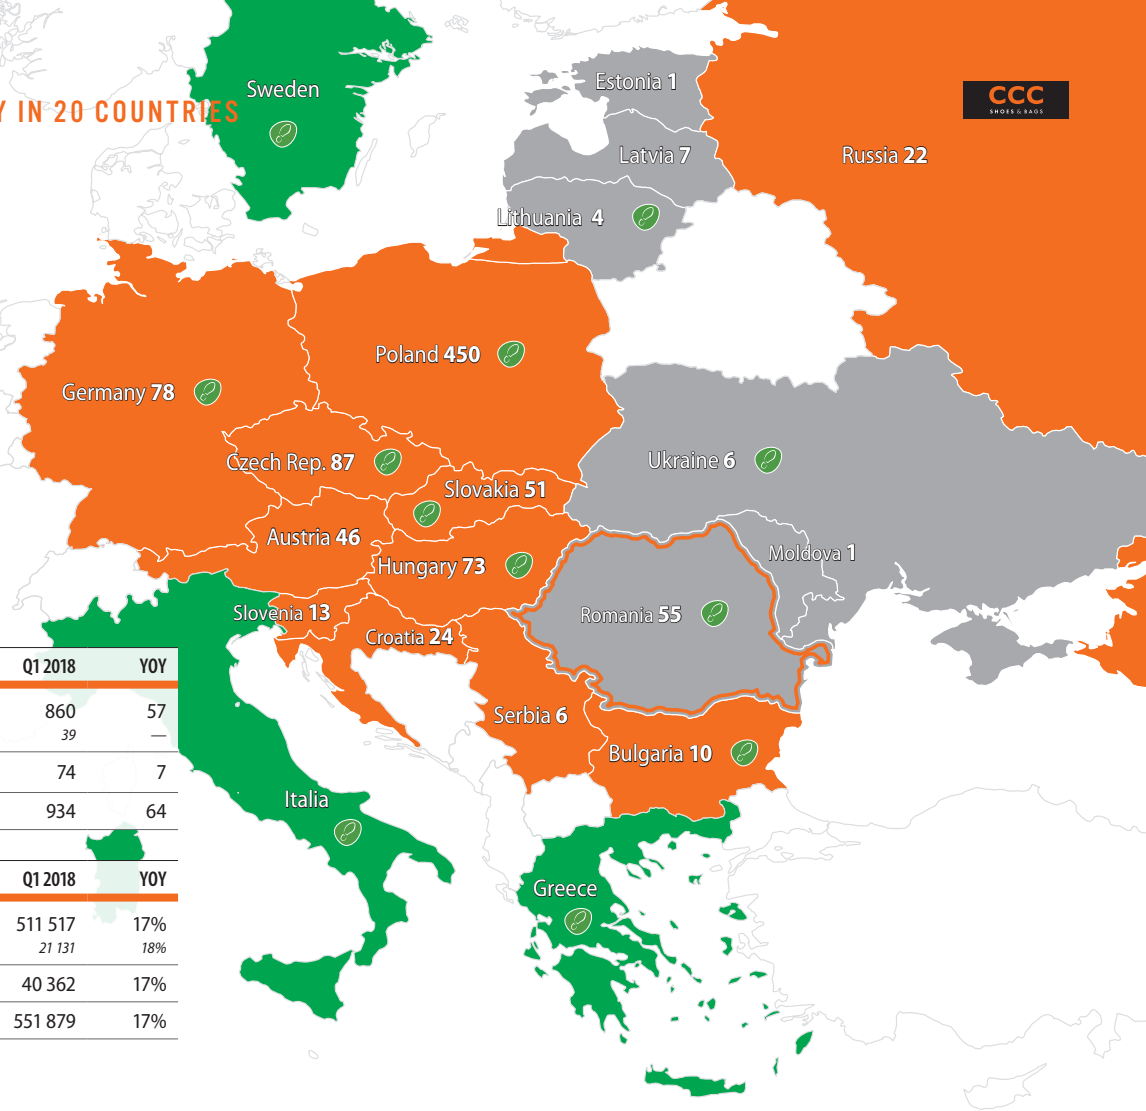 Sweden
Y IN 20 COUNTRIES
Estonia 1
CCC
SHOES & BAGS
Latvia 7
Russia 22
Lithuania 4
Poland 450
Germany 78
Czech Rep. 87
Ukraine 6
Slovakia 51
Austria 46
Moldova 1
Hungary 73
Slovenia 13
Romania 55
Croatia 24
Serbia 6
Bulgaria 10
Italia
Greece
Q1 2018 YOY
860 57
39 —
74 7
934 64
Q1 2018 YOY
511 517 17%
21 131 18%
40 362 17%
551 879 17%